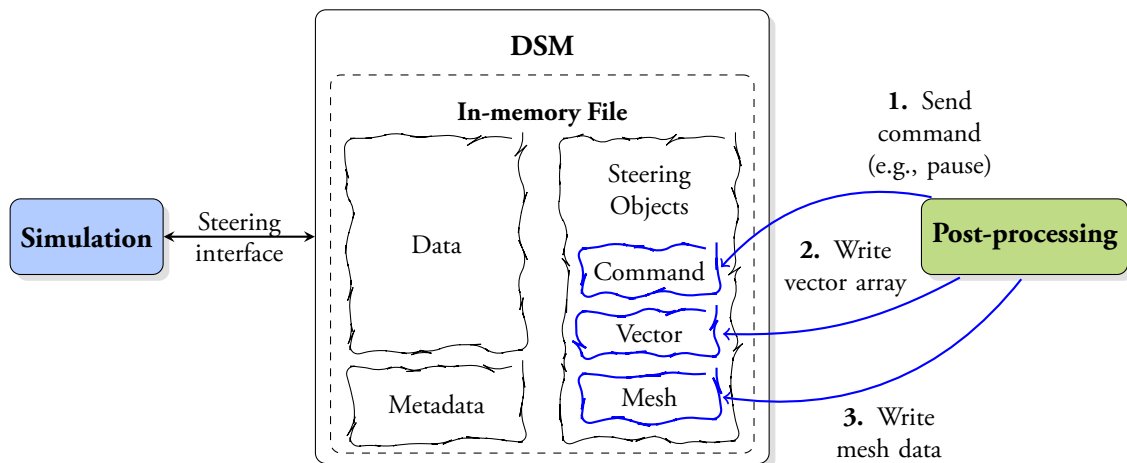 DSM
In-memory File
Data
Metadata
Steering
Objects
Command
Vector
Mesh
Simulation
Steering
interface
1. Send
command
(e.g., pause)
Post-processing
2. Write
vector array
3. Write
mesh data